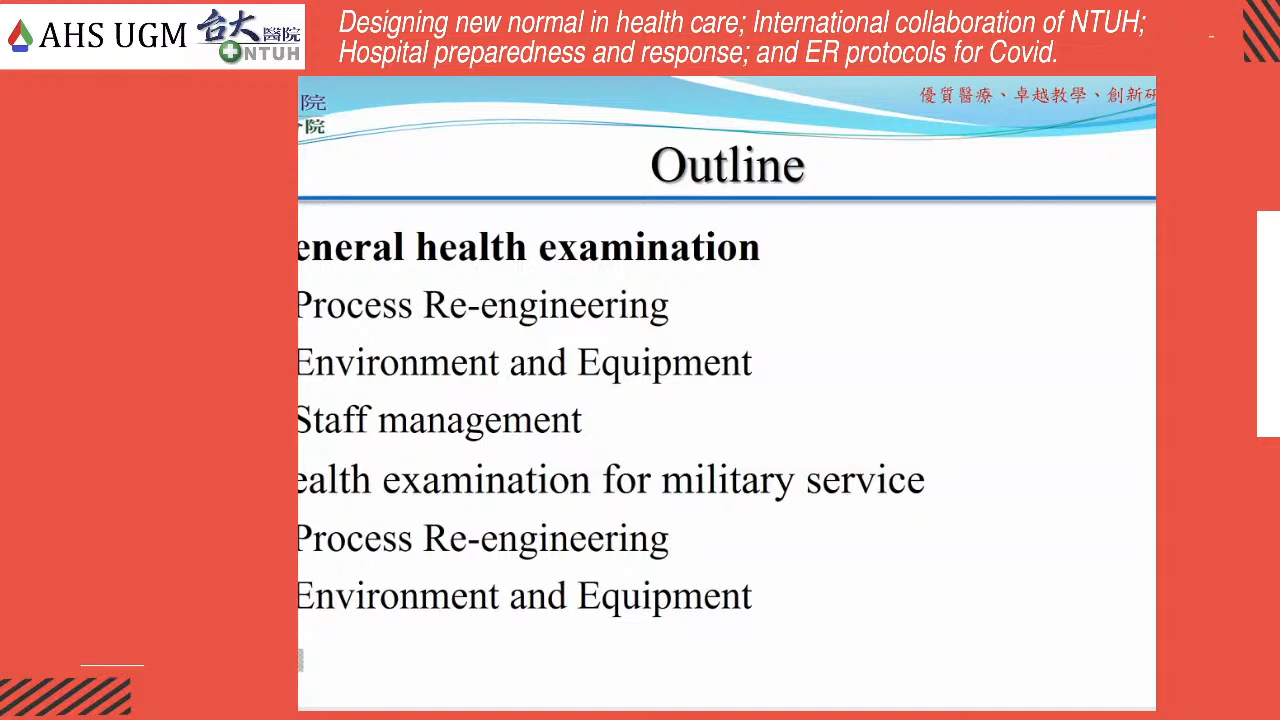 AHS UGM
台大醫院
NTUH
Designing new normal in health care; International collaboration of NTUH;
Hospital preparedness and response; and ER protocols for Covid.
院
院
優質醫療、卓越教學、創新研
Outline
eneral health examination
Process Re-engineering
Environment and Equipment
Staff management
ealth examination for military service
Process Re-engineering
Environment and Equipment